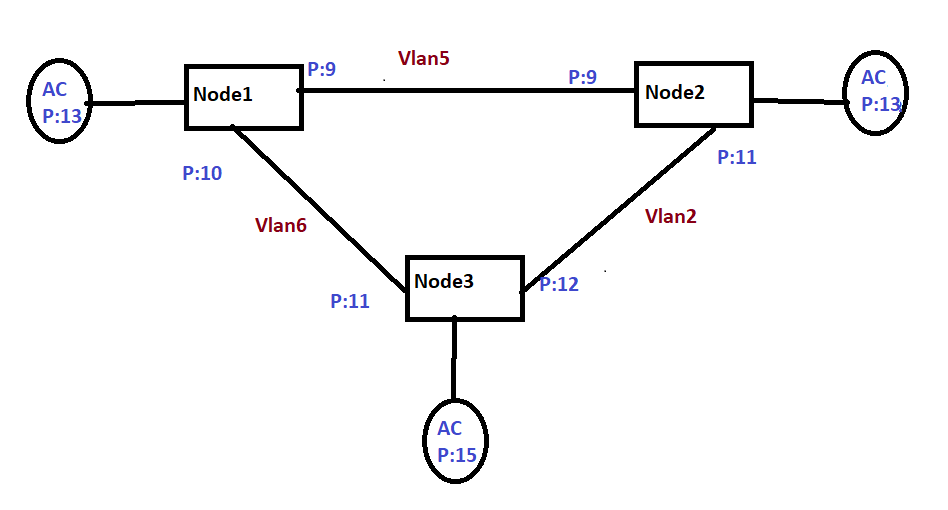 Vlan5
P:9
P:9
AC
P:13
Node1
Node2
AC
P:13
P:10
P:11
Vlan6
Vlan2
Node3
P:11
P:12
AC
P:15